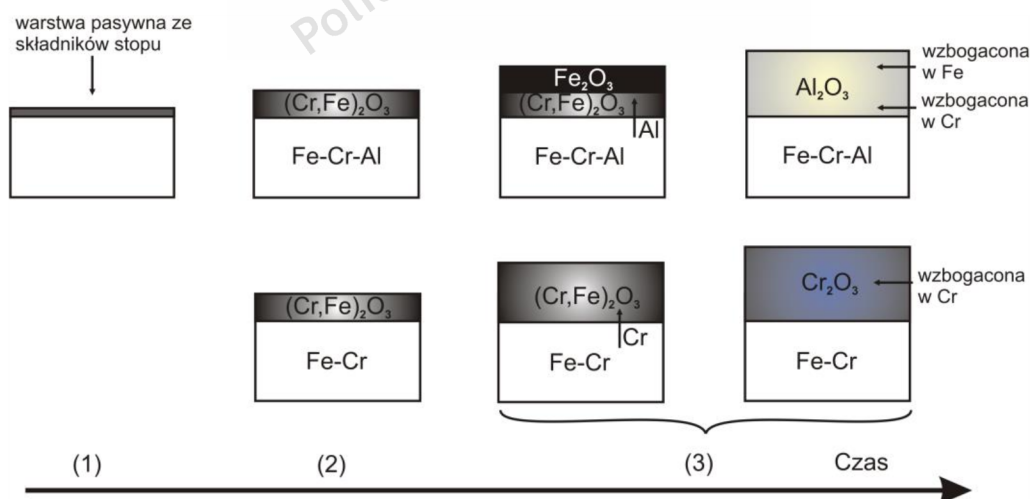 warstwa pasywna ze
składników stopu
(Cr,Fe)₂O₃
Fe-Cr-Al
Fe₂O₃
(Cr,Fe)₂O₃
Al
Fe-Cr-Al
Al₂O₃
Fe-Cr-Al
wzbogacona
w Fe
wzbogacona
w Cr
(Cr,Fe)₂O₃
Fe-Cr
(Cr,Fe)₂O₃
Cr
Fe-Cr
Cr₂O₃
Fe-Cr
wzbogacona
w Cr
(1)
(2)
(3)
Czas